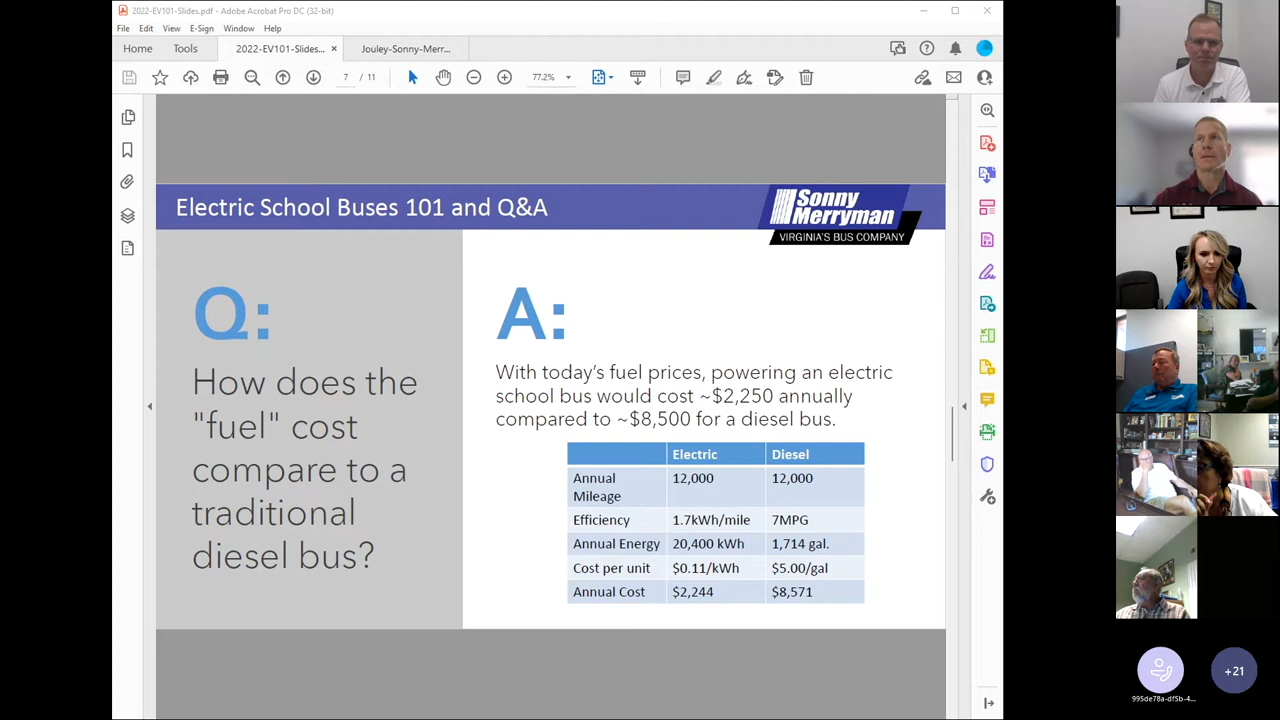 2022-EV101-Slides.pdf - Adobe Acrobat Pro DC (32-bit)
File Edit View E-Sign Window Help
Home Tools 2022-EV101-Slides... × Jouley-Sonny-Merr...
7 / 11 77.2%
Electric School Buses 101 and Q&A
Sonny
Merryman
VIRGINIA'S BUS COMPANY
Q:
How does the
"fuel" cost
compare to a
traditional
diesel bus?
A:
With today's fuel prices, powering an electric
school bus would cost ~$2,250 annually
compared to ~$8,500 for a diesel bus.
Electric Diesel
Annual
Mileage 12,000 12,000
Efficiency 1.7kWh/mile 7MPG
Annual Energy 20,400 kWh 1,714 gal.
Cost per unit $0.11/kWh $5.00/gal
Annual Cost $2,244 $8,571
995de78a-df5b-4...
+21